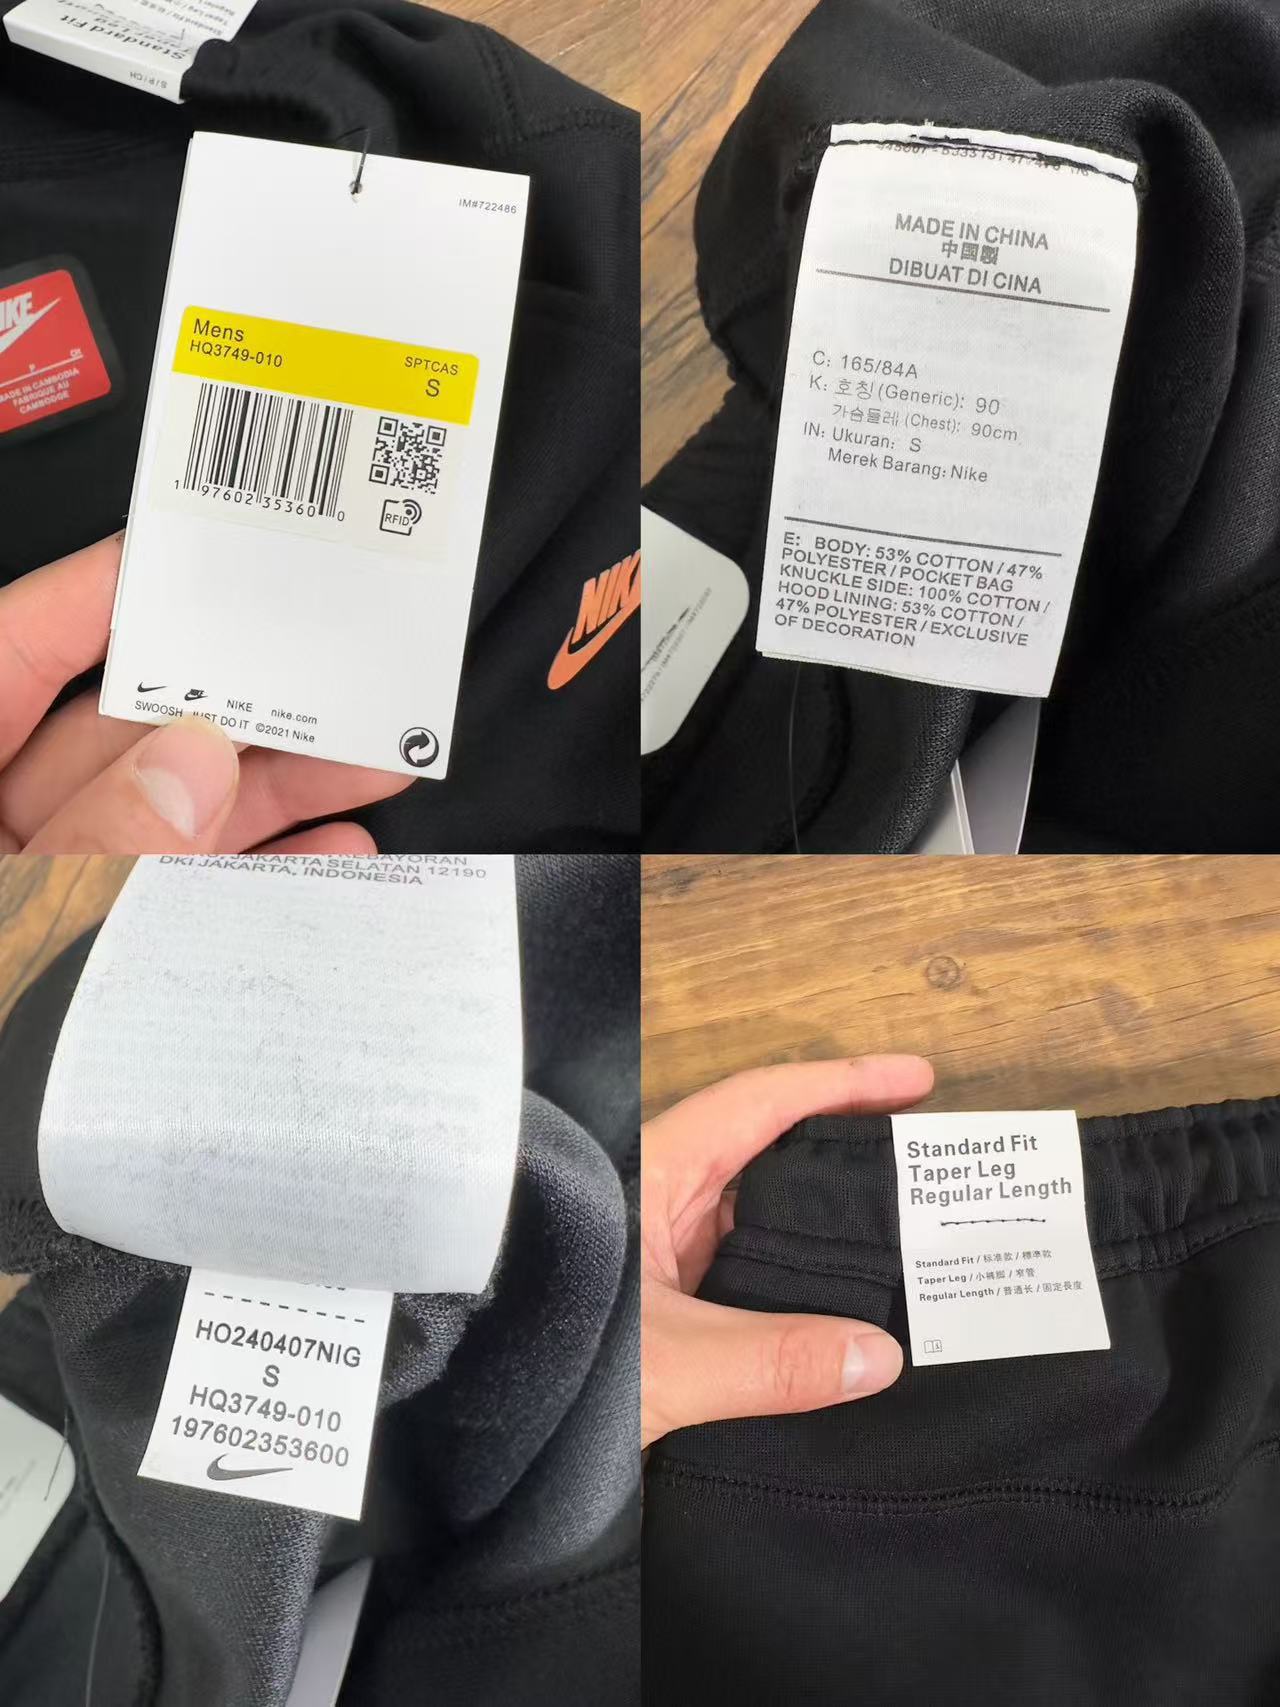 Standard Fit
S/P/CH
IM#722486
Mens
HQ3749-010
SPTCAS
S
1 97602 35360 0
RFID
NIKE
P CH
MADE IN CAMBODIA
FABRIQUE AU
CAMBODGE
NIKE
NIKE nike.com
SWOOSH JUST DO IT ©2021 Nike
MADE IN CHINA
中國製
DIBUAT DI CINA
C: 165/84A
K: 호칭 (Generic): 90
가슴둘레 (Chest): 90cm
IN: Ukuran: S
Merek Barang: Nike
E: BODY: 53% COTTON / 47%
POLYESTER / POCKET BAG
KNUCKLE SIDE: 100% COTTON /
HOOD LINING: 53% COTTON /
47% POLYESTER / EXCLUSIVE
OF DECORATION
KEBAYORAN
DKI JAKARTA, INDONESIA
JAKARTA SELATAN 12190
HO240407NIG
S
HQ3749-010
197602353600
Standard Fit
Taper Leg
Regular Length
Standard Fit / 标准款 / 標準款
Taper Leg / 小裤脚 / 窄管
Regular Length / 普通长 / 固定長度